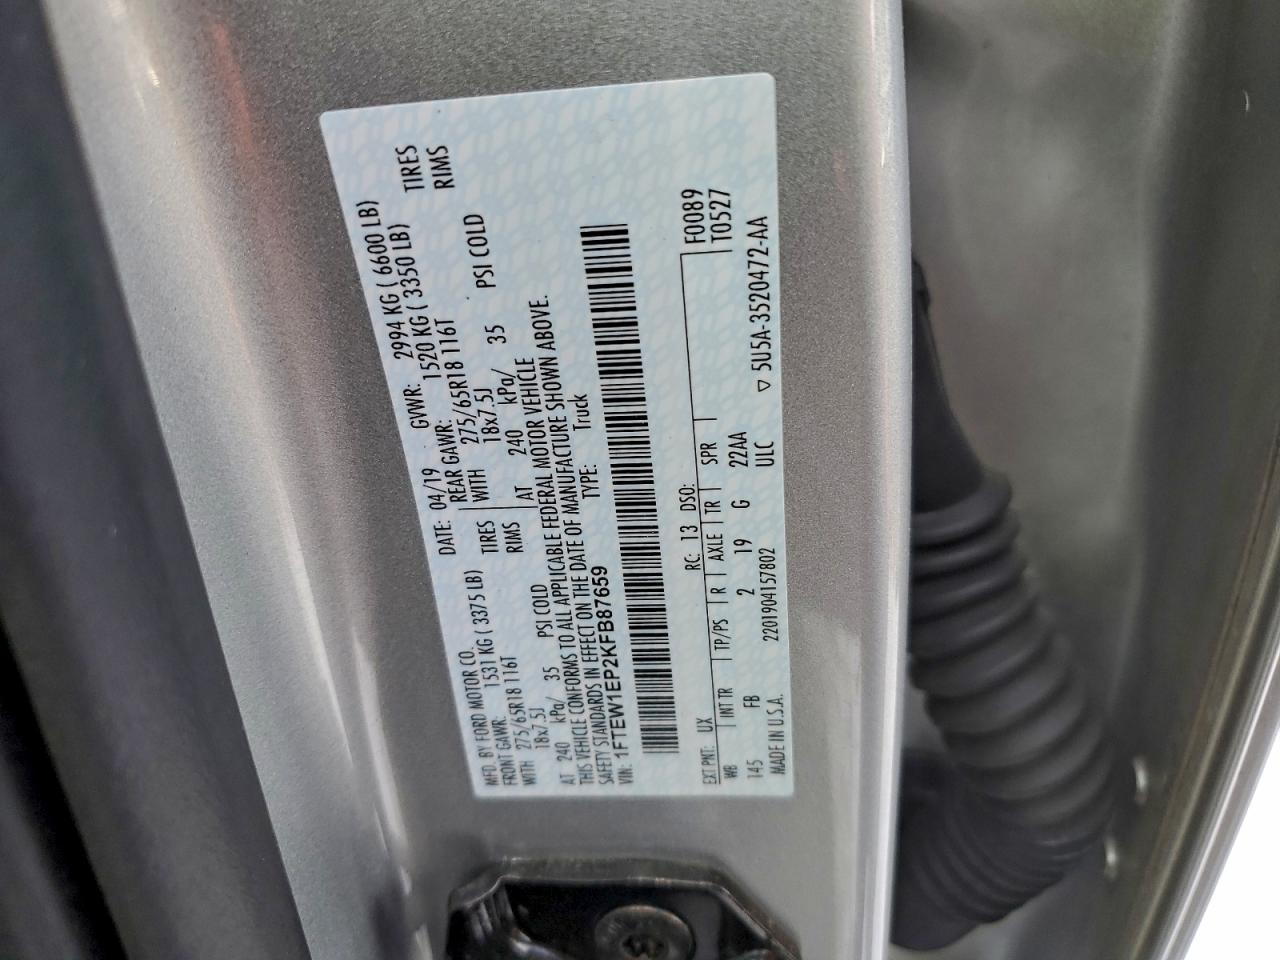 MFD. BY FORD MOTOR CO.
DATE: 04/19 GVWR: 2994 KG ( 6600 LB)
FRONT GAWR: 1531 KG ( 3375 LB) REAR GAWR: 1520 KG ( 3350 LB)
WITH 275/65R18 116T TIRES WITH 275/65R18 116T TIRES
18x7.5J RIMS 18x7.5J RIMS
AT 240 kPa/ 35 PSI COLD AT 240 kPa/ 35 PSI COLD
THIS VEHICLE CONFORMS TO ALL APPLICABLE FEDERAL MOTOR VEHICLE
SAFETY STANDARDS IN EFFECT ON THE DATE OF MANUFACTURE SHOWN ABOVE.
VIN: 1FTEW1EP2KFB87659 TYPE: Truck
F0089
EXT PNT: UX RC: 13 DSO: T0527
WB INT TR TP/PS R AXLE TR SPR
145 FB 2 19 G 22AA
MADE IN U.S.A. 2201904157802 ULC ▽ 5U5A-3520472-AA